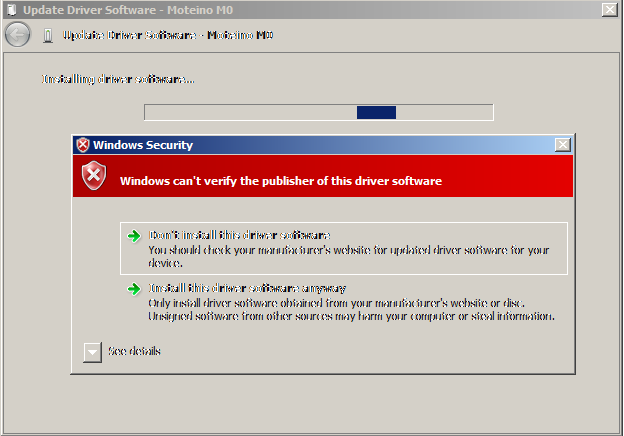 Update Driver Software - Moteino M0
Update Driver Software - Moteino M0
Installing driver software...
Windows Security
Windows can't verify the publisher of this driver software
Don't install this driver software
You should check your manufacturer's website for updated driver software for your
device.
Install this driver software anyway
Only install driver software obtained from your manufacturer's website or disc.
Unsigned software from other sources may harm your computer or steal information.
See details